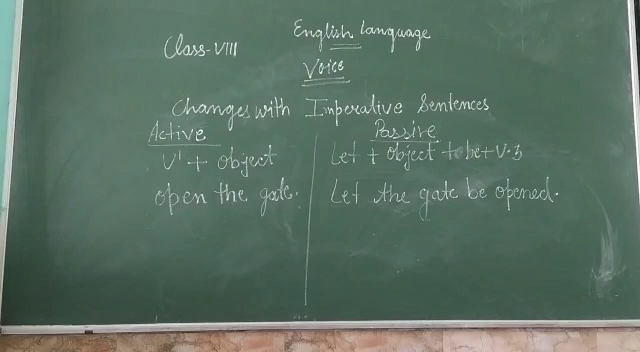 English Language
Class-VIII
Voice
Changes with Imperative Sentences
Active
Passive
V¹ + object
Let + object + be + V.3
open the gate.
Let the gate be opened.